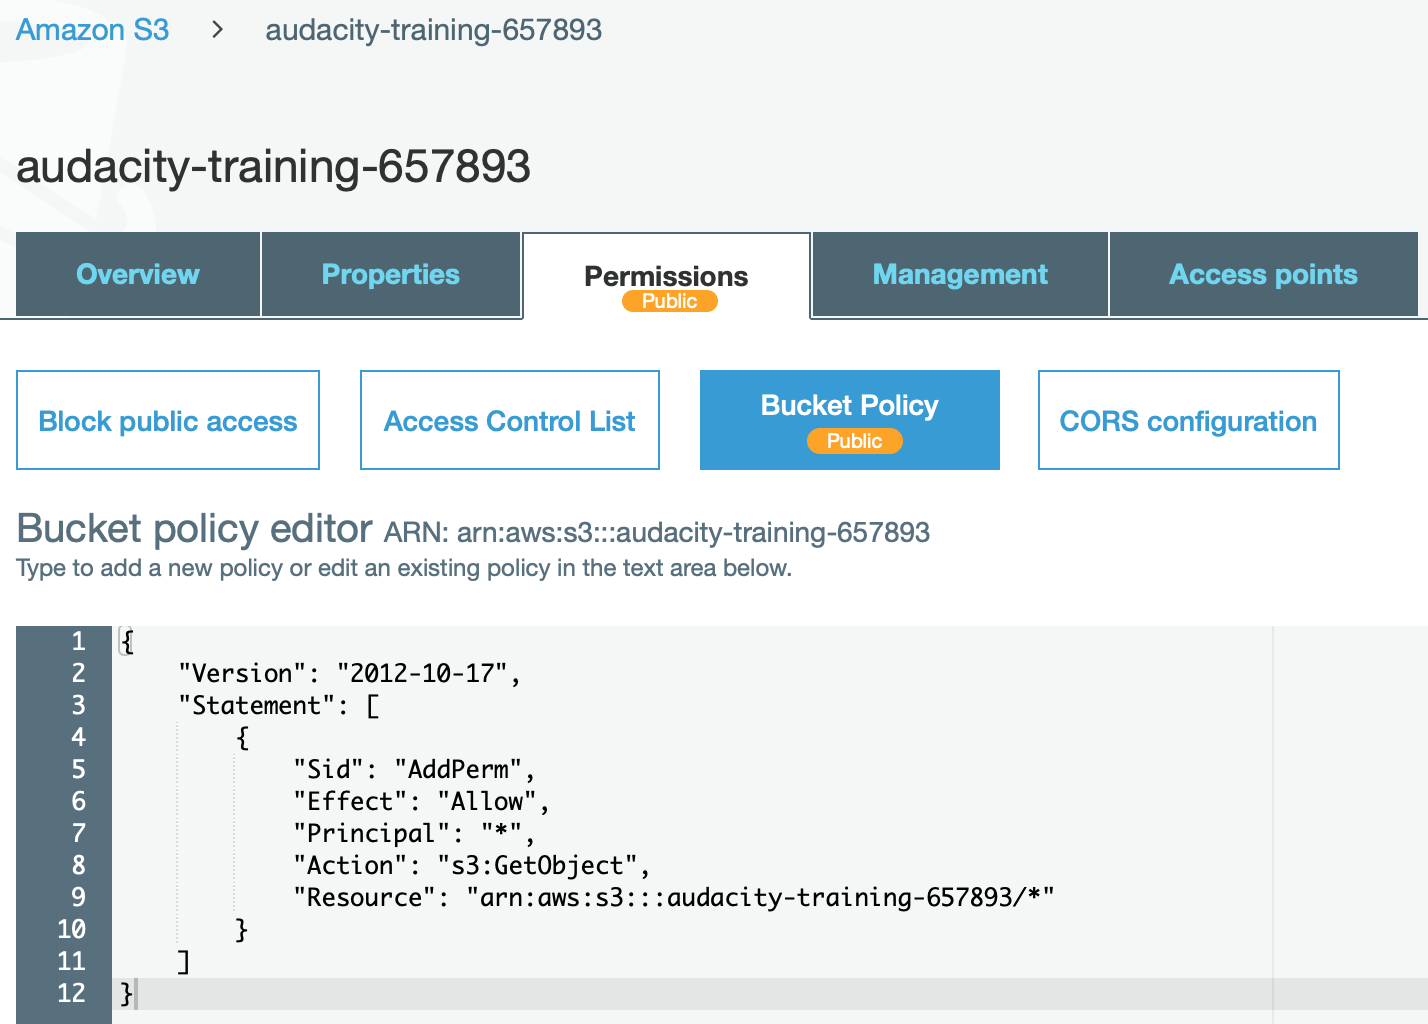 Amazon S3 > audacity-training-657893
audacity-training-657893
Overview Properties Permissions Management Access points
Public
Block public access Access Control List Bucket Policy CORS configuration
Public
Bucket policy editor ARN: arn:aws:s3:::audacity-training-657893
Type to add a new policy or edit an existing policy in the text area below.
1 {
2     "Version": "2012-10-17",
3     "Statement": [
4         {
5             "Sid": "AddPerm",
6             "Effect": "Allow",
7             "Principal": "*",
8             "Action": "s3:GetObject",
9             "Resource": "arn:aws:s3:::audacity-training-657893/*"
10         }
11     ]
12 }